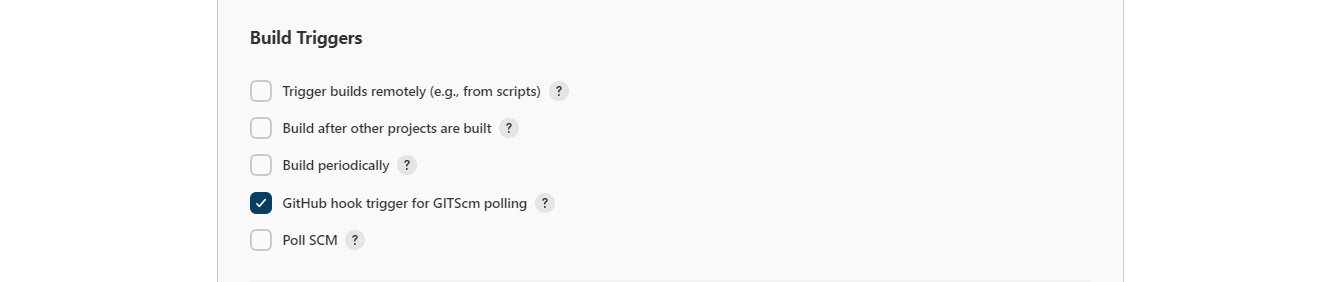 Build Triggers
Trigger builds remotely (e.g., from scripts) ?
Build after other projects are built ?
Build periodically ?
GitHub hook trigger for GITScm polling ?
Poll SCM ?